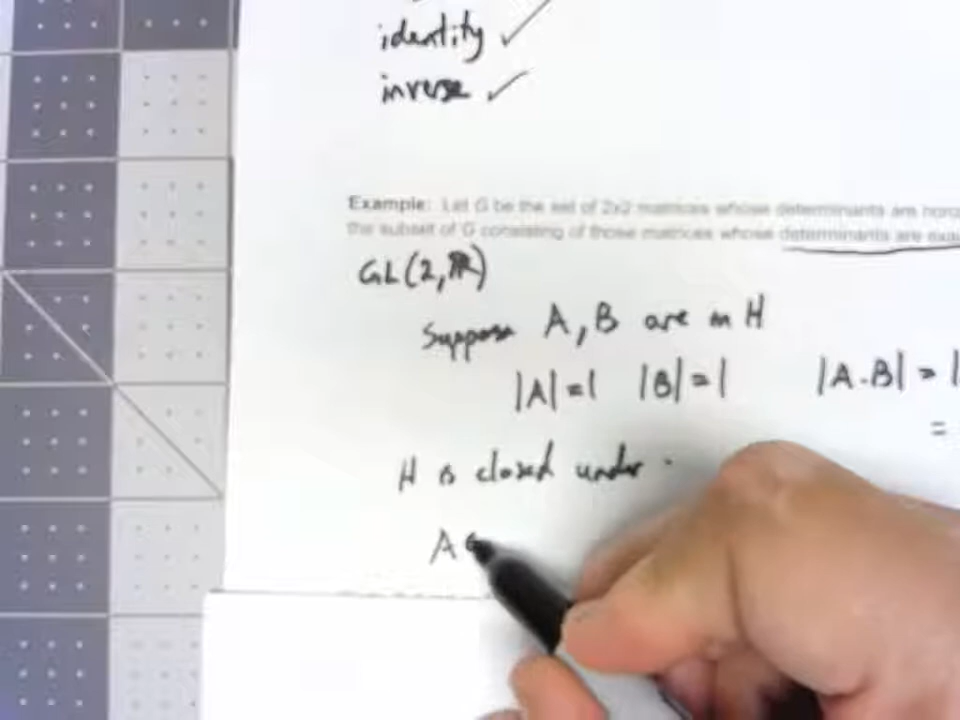 identity ✓
inverse ✓
Example: Let G be the set of 2x2 matrices whose determinants are
the subset of G consisting of those matrices whose determinants are
GL(2,ℝ)
Suppose A, B are in H
|A|=1 |B|=1 |A·B| =
=
H is closed under ·
A